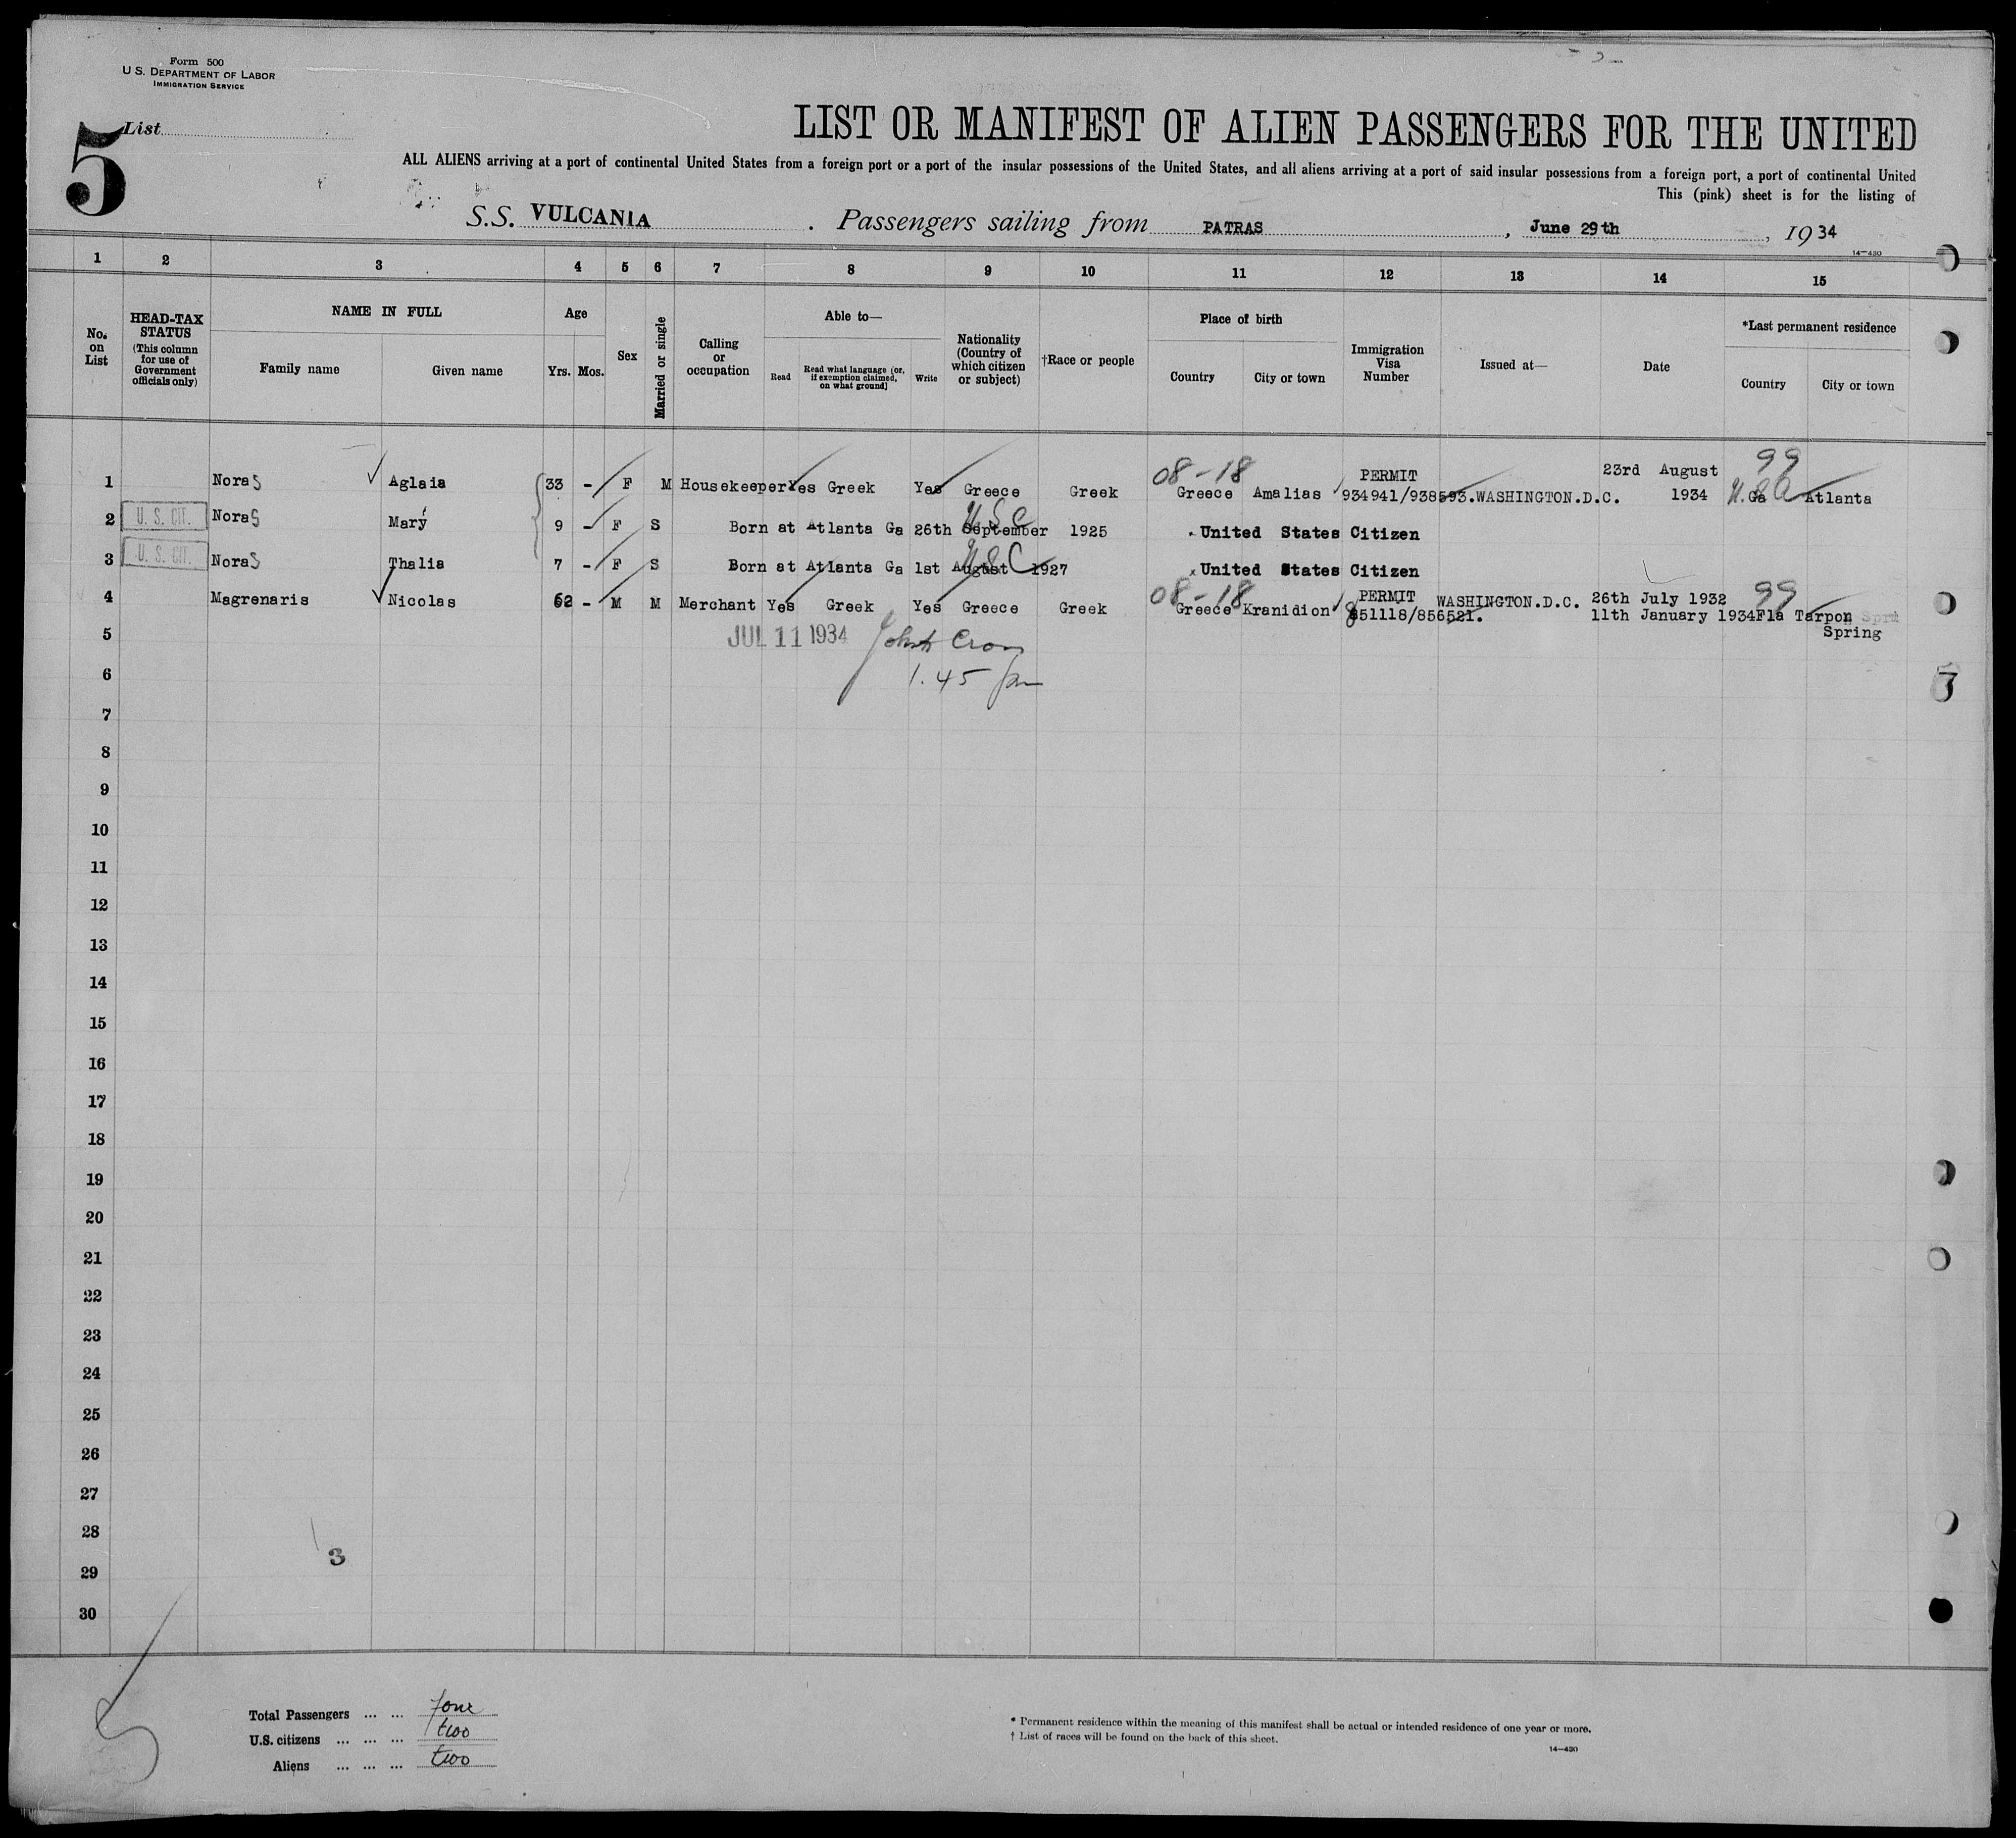 Form 500
U S. DEPARTMENT OF LABOR
IMMIGRATION SERVICE
5 List
LIST OR MANIFEST OF ALIEN PASSENGERS FOR THE UNITED
ALL ALIENS arriving at a port of continental United States from a foreign port or a port of the insular possessions of the United States, and all aliens arriving at a port of said insular possessions from a foreign port, a port of continental United
This (pink) sheet is for the listing of
S.S. VULCANIA . Passengers sailing from PATRAS , June 29th , 1934
14—430
1 2 3 4 5 6 7 8 9 10 11 12 13 14 15
No. on List
HEAD-TAX STATUS (This column for use of Government officials only)
NAME IN FULL
Family name Given name
Age
Yrs. Mos.
Sex
Married or single
Calling or occupation
Able to—
Read Read what language (or, if exemption claimed, on what ground) Write
Nationality (Country of which citizen or subject)
†Race or people
Place of birth
Country City or town
Immigration Visa Number
Issued at—
Date
*Last permanent residence
Country City or town
08-18 PERMIT 23rd August 99
1 Noras Aglaia 33 - F M Housekeeper Yes Greek Yes Greece Greek Greece Amalias 934941/938593. WASHINGTON.D.C. 1934 U.S.A Ga Atlanta
2 U. S. CIT. Noras Mary 9 - F S Born at Atlanta Ga 26th September 1925 USC United States Citizen
3 U. S. CIT. Noras Thalia 7 - F S Born at Atlanta Ga 1st August 1927 USC United States Citizen
4 Magrenaris Nicolas 62 - M M Merchant Yes Greek Yes Greece Greek 08-18 Greece Kranidion PERMIT 851118/856521. WASHINGTON.D.C. 26th July 1932 99
11th January 1934 Fla Tarpon
Spring
5 JUL 11 1934
6 1.45 pm
7
8
9
10
11
12
13
14
15
16
17
18
19
20
21
22
23
24
25
26
27
28
3
29
30
Total Passengers ... ... four
U.S. citizens ... ... ... two
Aliens ... ... ... two
* Permanent residence within the meaning of this manifest shall be actual or intended residence of one year or more.
† List of races will be found on the back of this sheet.
14—430